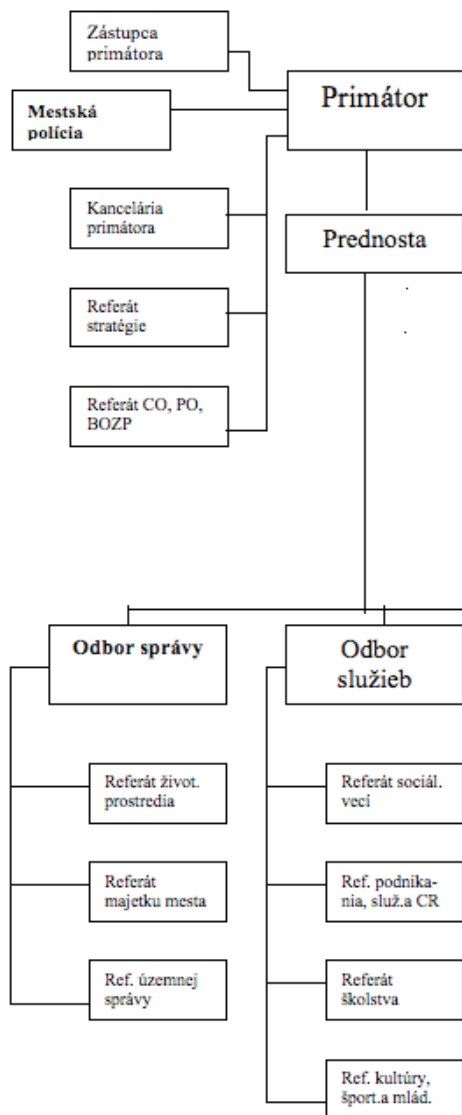 Zástupca
primátora
Primátor
Mestská
polícia
Kancelária
primátora
Prednosta
Referát
stratégie
Referát CO, PO,
BOZP
Odbor správy
Odbor
služieb
Referát život.
prostredia
Referát sociál.
vecí
Referát
majetku mesta
Ref. podnika-
nia, služ.a CR
Ref. územnej
správy
Referát
školstva
Ref. kultúry,
šport.a mlád.